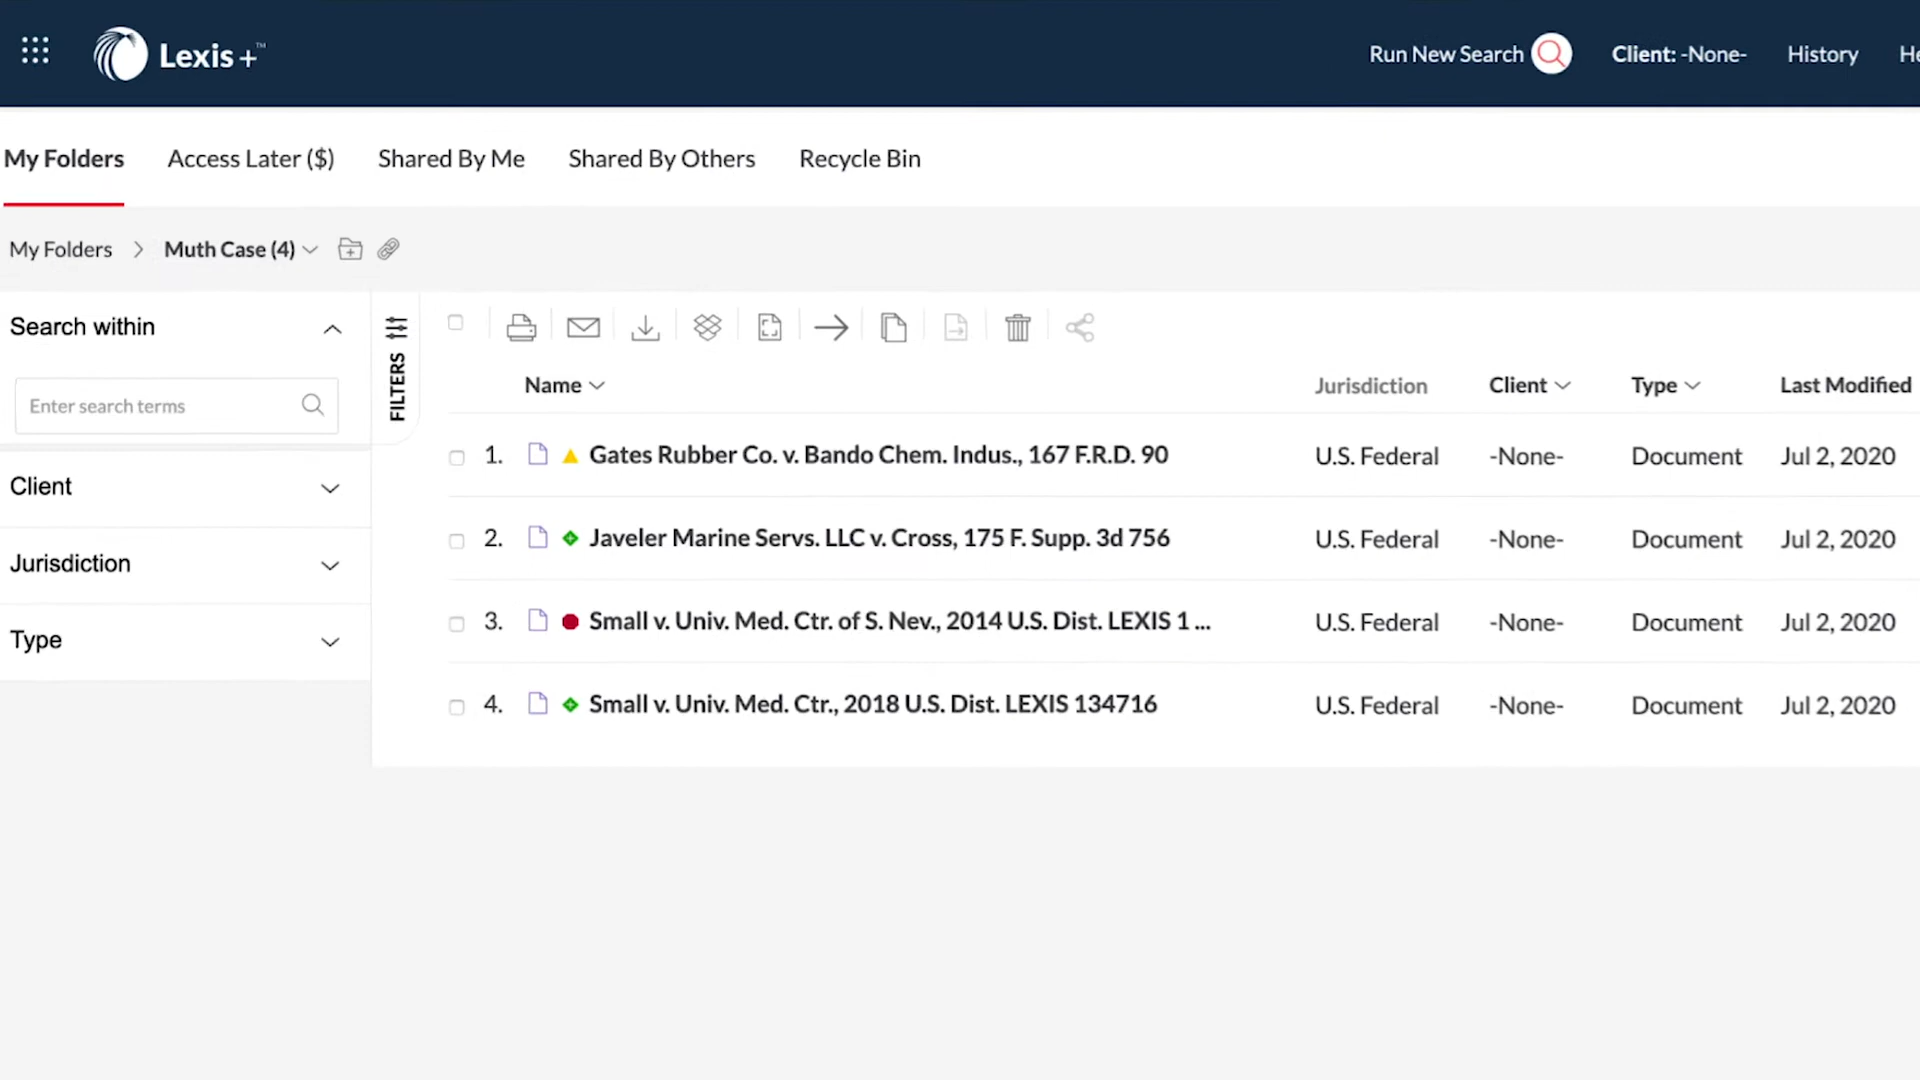 Lexis +™
Run New Search
Client: -None-
History
My Folders
Access Later ($)
Shared By Me
Shared By Others
Recycle Bin
My Folders
Muth Case (4)
Search within
Enter search terms
Client
Jurisdiction
Type
FILTERS
Name
Jurisdiction
Client
Type
Last Modified
1. Gates Rubber Co. v. Bando Chem. Indus., 167 F.R.D. 90 U.S. Federal -None- Document Jul 2, 2020
2. Javeler Marine Servs. LLC v. Cross, 175 F. Supp. 3d 756 U.S. Federal -None- Document Jul 2, 2020
3. Small v. Univ. Med. Ctr. of S. Nev., 2014 U.S. Dist. LEXIS 1 ... U.S. Federal -None- Document Jul 2, 2020
4. Small v. Univ. Med. Ctr., 2018 U.S. Dist. LEXIS 134716 U.S. Federal -None- Document Jul 2, 2020